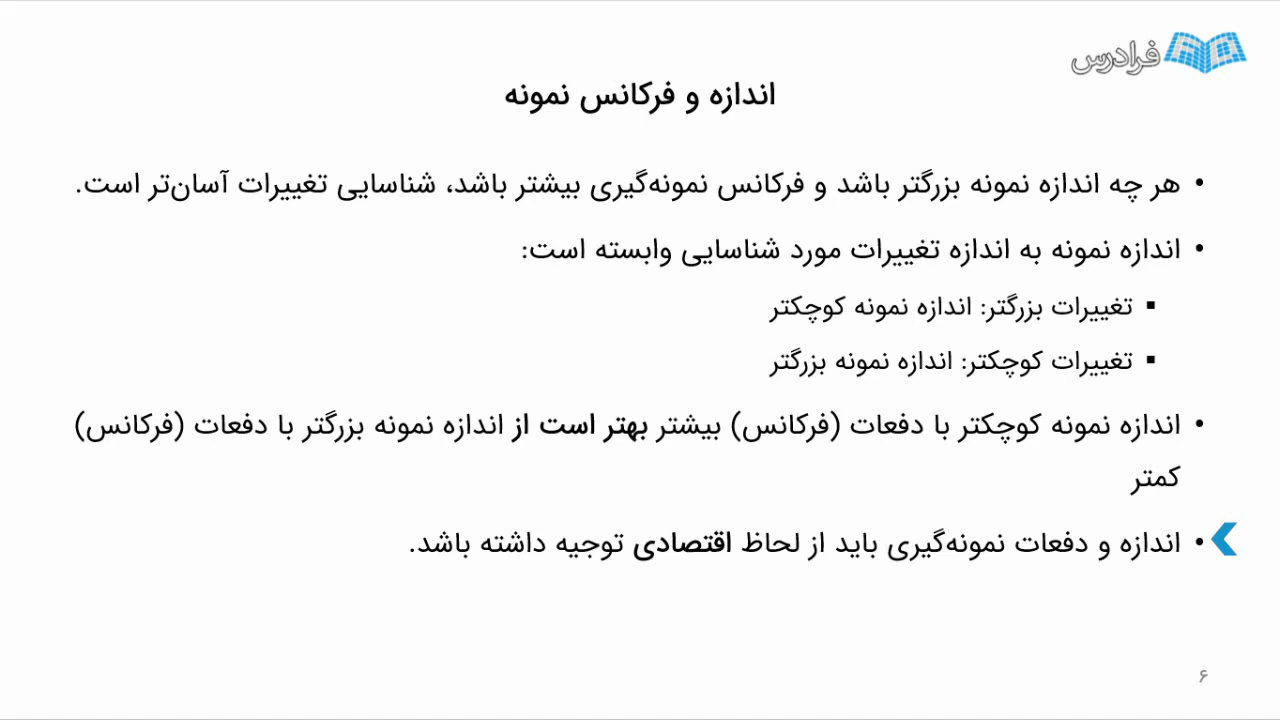 فرادرس
اندازه و فرکانس نمونه
• هر چه اندازه نمونه بزرگتر باشد و فرکانس نمونه‌گیری بیشتر باشد، شناسایی تغییرات آسان‌تر است.
• اندازه نمونه به اندازه تغییرات مورد شناسایی وابسته است:
▪ تغییرات بزرگتر: اندازه نمونه کوچکتر
▪ تغییرات کوچکتر: اندازه نمونه بزرگتر
• اندازه نمونه کوچکتر با دفعات (فرکانس) بیشتر بهتر است از اندازه نمونه بزرگتر با دفعات (فرکانس)
کمتر
• اندازه و دفعات نمونه‌گیری باید از لحاظ اقتصادی توجیه داشته باشد.
۶